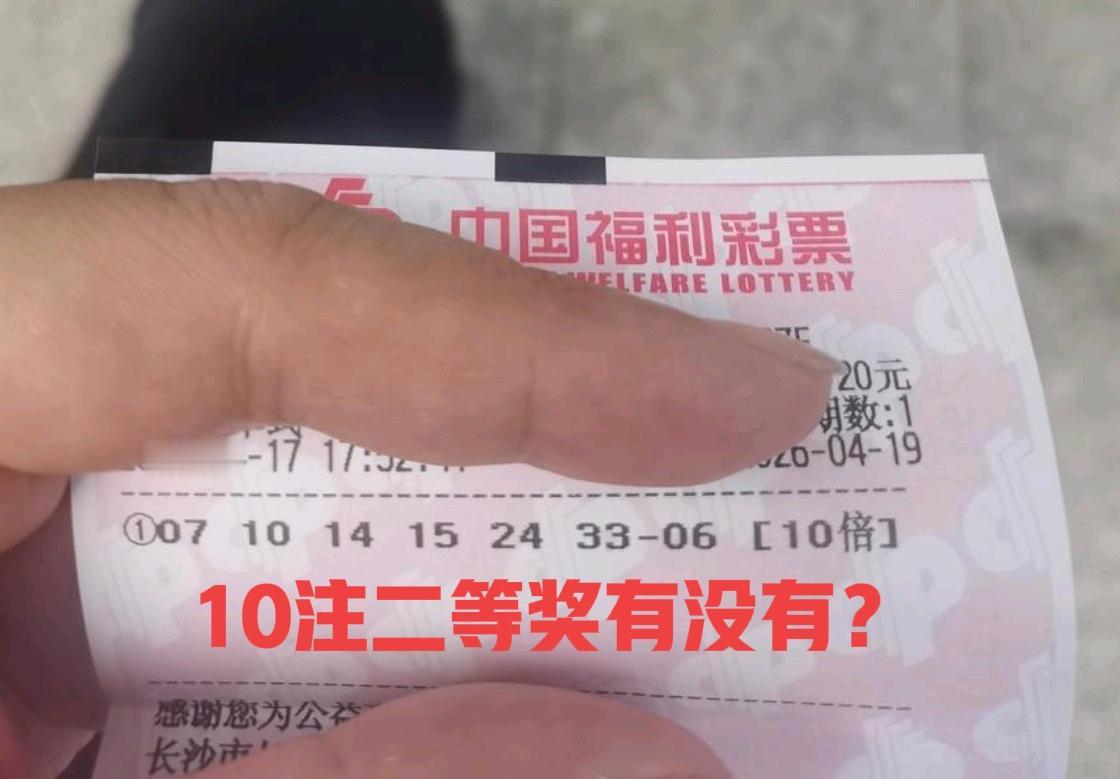 中国福利彩票
WELFARE LOTTERY
20元
期数:1
-17 17:52:
26-04-19
①07 10 14 15 24 33-06 [10倍]
10注二等奖有没有？
感谢您为公益
长沙市